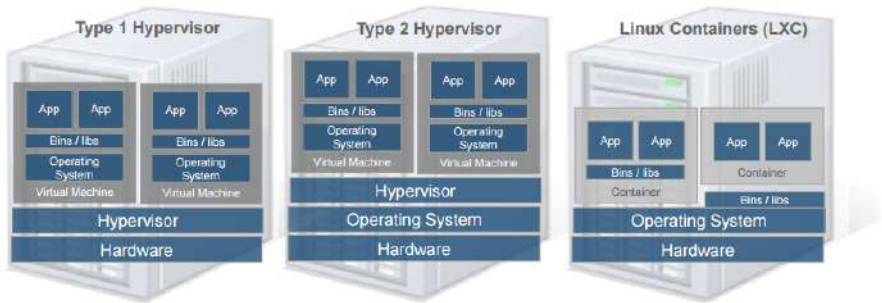 Type 1 Hypervisor
App App
Bins / libs
Operating
System
Virtual Machine
App App
Bins / libs
Operating
System
Virtual Machine
Hypervisor
Hardware
Type 2 Hypervisor
App App
Bins / libs
Operating
System
Virtual Machine
App App
Bins / libs
Operating
System
Virtual Machine
Hypervisor
Operating System
Hardware
Linux Containers (LXC)
App App
Bins / libs
Container
App App
Container
Bins / libs
Operating System
Hardware